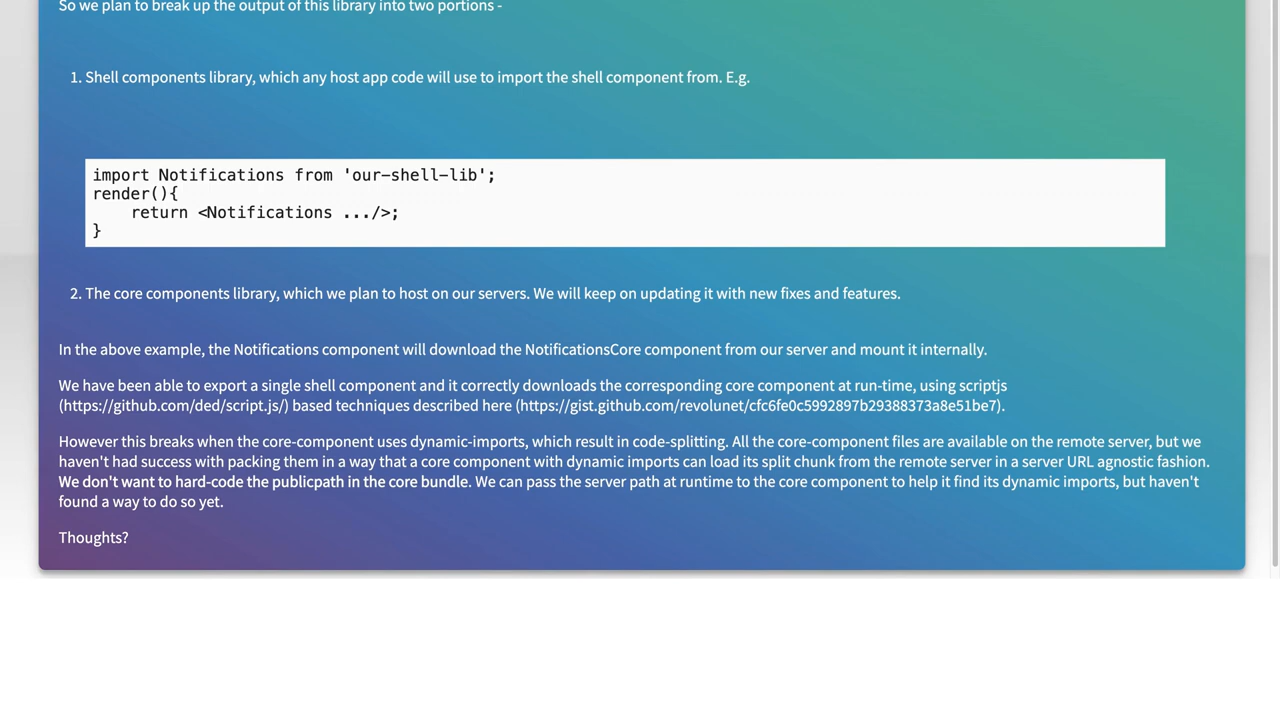 So we plan to break up the output of this library into two portions -
1. Shell components library, which any host app code will use to import the shell component from. E.g.
import Notifications from 'our-shell-lib';
render(){
    return <Notifications .../>;
}
2. The core components library, which we plan to host on our servers. We will keep on updating it with new fixes and features.
In the above example, the Notifications component will download the NotificationsCore component from our server and mount it internally.
We have been able to export a single shell component and it correctly downloads the corresponding core component at run-time, using scriptjs
(https://github.com/ded/script.js/) based techniques described here (https://gist.github.com/revolunet/cfc6fe0c5992897b29388373a8e51be7).
However this breaks when the core-component uses dynamic-imports, which result in code-splitting. All the core-component files are available on the remote server, but we
haven't had success with packing them in a way that a core component with dynamic imports can load its split chunk from the remote server in a server URL agnostic fashion.
We don't want to hard-code the publicpath in the core bundle. We can pass the server path at runtime to the core component to help it find its dynamic imports, but haven't
found a way to do so yet.
Thoughts?